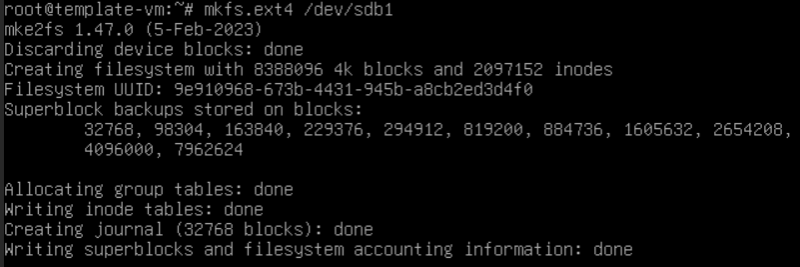 root@template-vm:~# mkfs.ext4 /dev/sdb1
mke2fs 1.47.0 (5-Feb-2023)
Discarding device blocks: done
Creating filesystem with 8388096 4k blocks and 2097152 inodes
Filesystem UUID: 9e910968-673b-4431-945b-a8cb2ed3d4f0
Superblock backups stored on blocks:
32768, 98304, 163840, 229376, 294912, 819200, 884736, 1605632, 2654208,
4096000, 7962624
Allocating group tables: done
Writing inode tables: done
Creating journal (32768 blocks): done
Writing superblocks and filesystem accounting information: done